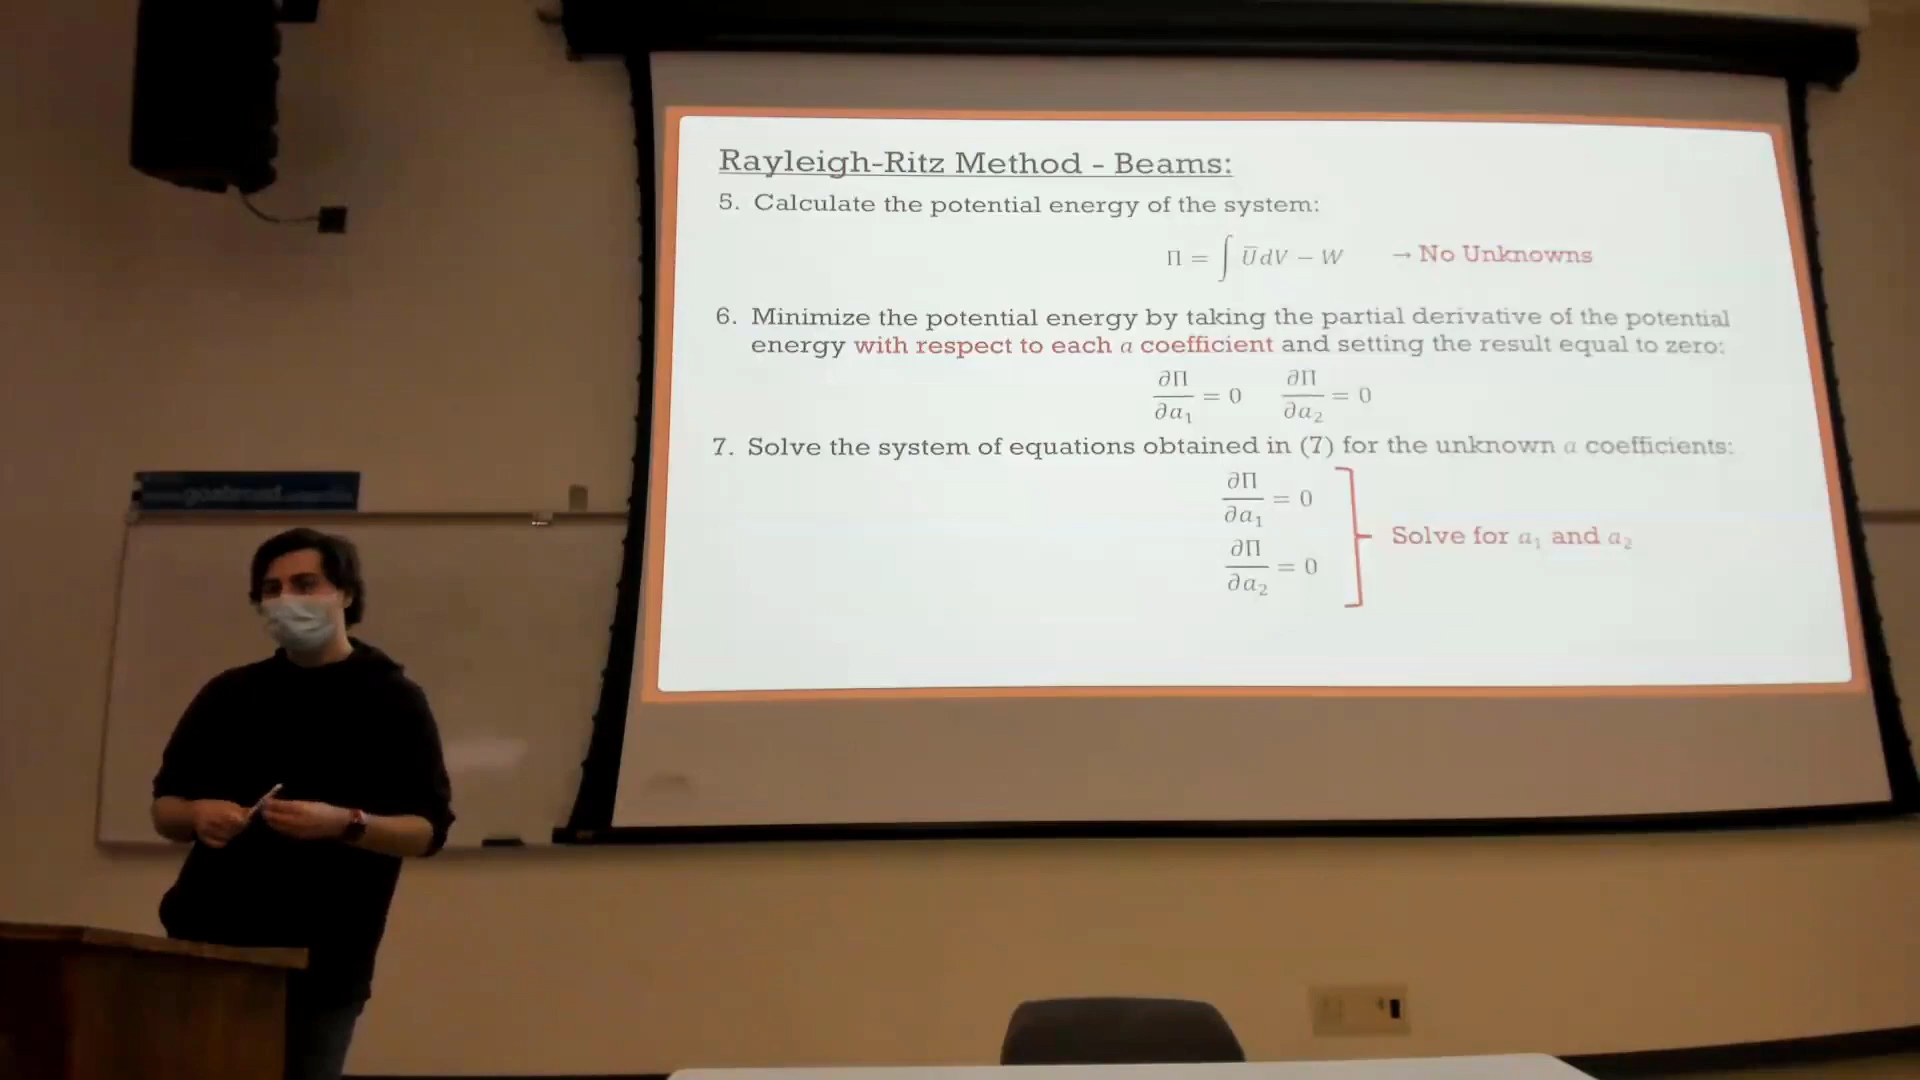 Rayleigh-Ritz Method - Beams:
5. Calculate the potential energy of the system:
Π = ∫ U̅dV − W → No Unknowns
6. Minimize the potential energy by taking the partial derivative of the potential
energy with respect to each a coefficient and setting the result equal to zero:
∂Π/∂a₁ = 0 ∂Π/∂a₂ = 0
7. Solve the system of equations obtained in (7) for the unknown a coefficients:
∂Π/∂a₁ = 0
∂Π/∂a₂ = 0
Solve for a₁ and a₂